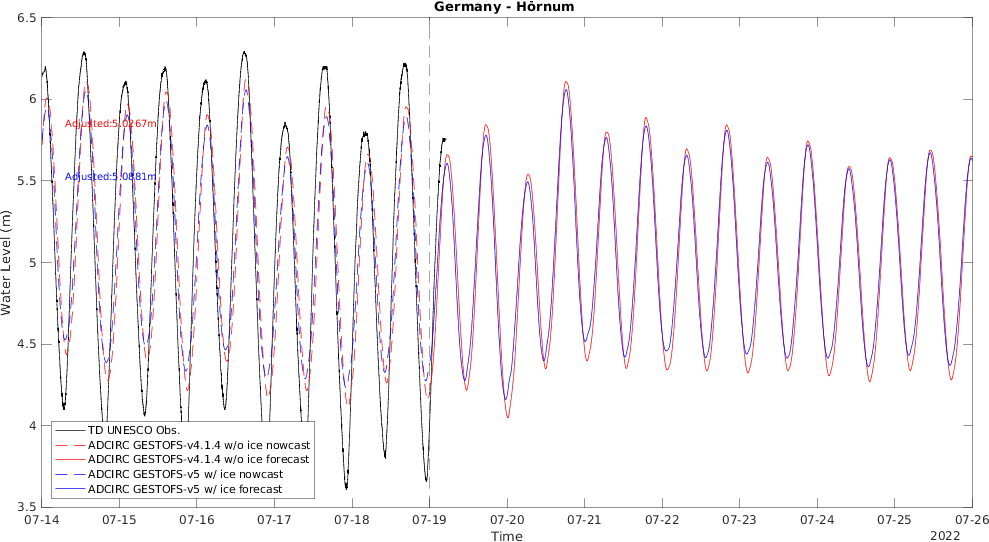 Germany - Hörnum
6.5
6
5.5
5
4.5
4
3.5
Water Level (m)
Adjusted:5.0267m
Adjusted:5.0881m
TD UNESCO Obs.
ADCIRC GESTOFS-v4.1.4 w/o ice nowcast
ADCIRC GESTOFS-v4.1.4 w/o ice forecast
ADCIRC GESTOFS-v5 w/ ice nowcast
ADCIRC GESTOFS-v5 w/ ice forecast
07-14 07-15 07-16 07-17 07-18 07-19 07-20 07-21 07-22 07-23 07-24 07-25 07-26
Time
2022